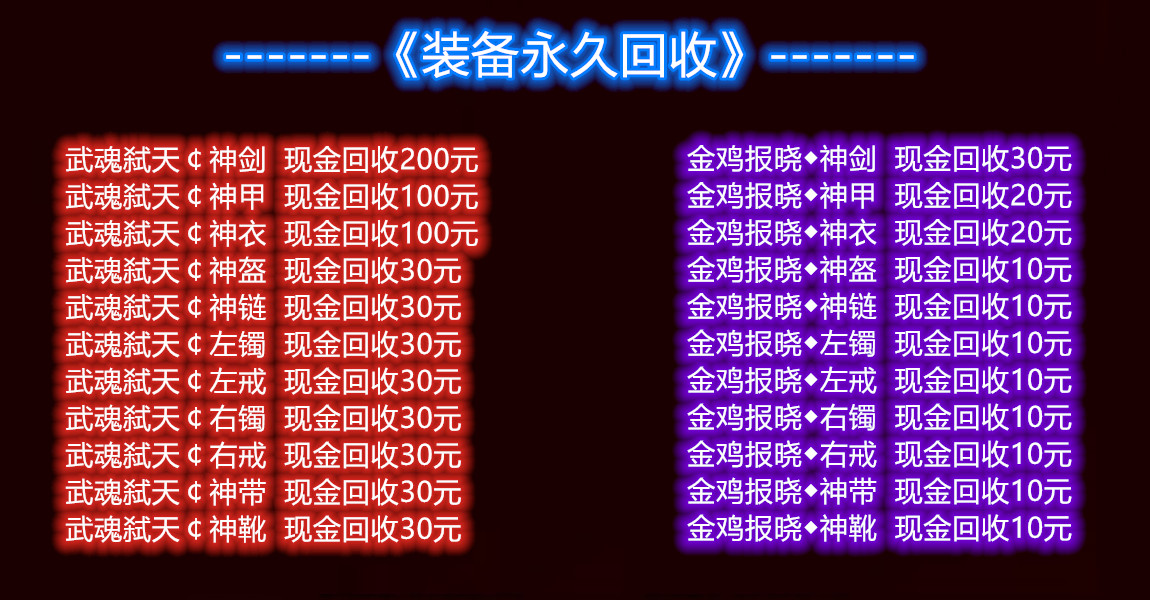 -------《装备永久回收》-------
武魂弑天￠神剑 现金回收200元
武魂弑天￠神甲 现金回收100元
武魂弑天￠神衣 现金回收100元
武魂弑天￠神盔 现金回收30元
武魂弑天￠神链 现金回收30元
武魂弑天￠左镯 现金回收30元
武魂弑天￠左戒 现金回收30元
武魂弑天￠右镯 现金回收30元
武魂弑天￠右戒 现金回收30元
武魂弑天￠神带 现金回收30元
武魂弑天￠神靴 现金回收30元
金鸡报晓◆神剑 现金回收30元
金鸡报晓◆神甲 现金回收20元
金鸡报晓◆神衣 现金回收20元
金鸡报晓◆神盔 现金回收10元
金鸡报晓◆神链 现金回收10元
金鸡报晓◆左镯 现金回收10元
金鸡报晓◆左戒 现金回收10元
金鸡报晓◆右镯 现金回收10元
金鸡报晓◆右戒 现金回收10元
金鸡报晓◆神带 现金回收10元
金鸡报晓◆神靴 现金回收10元